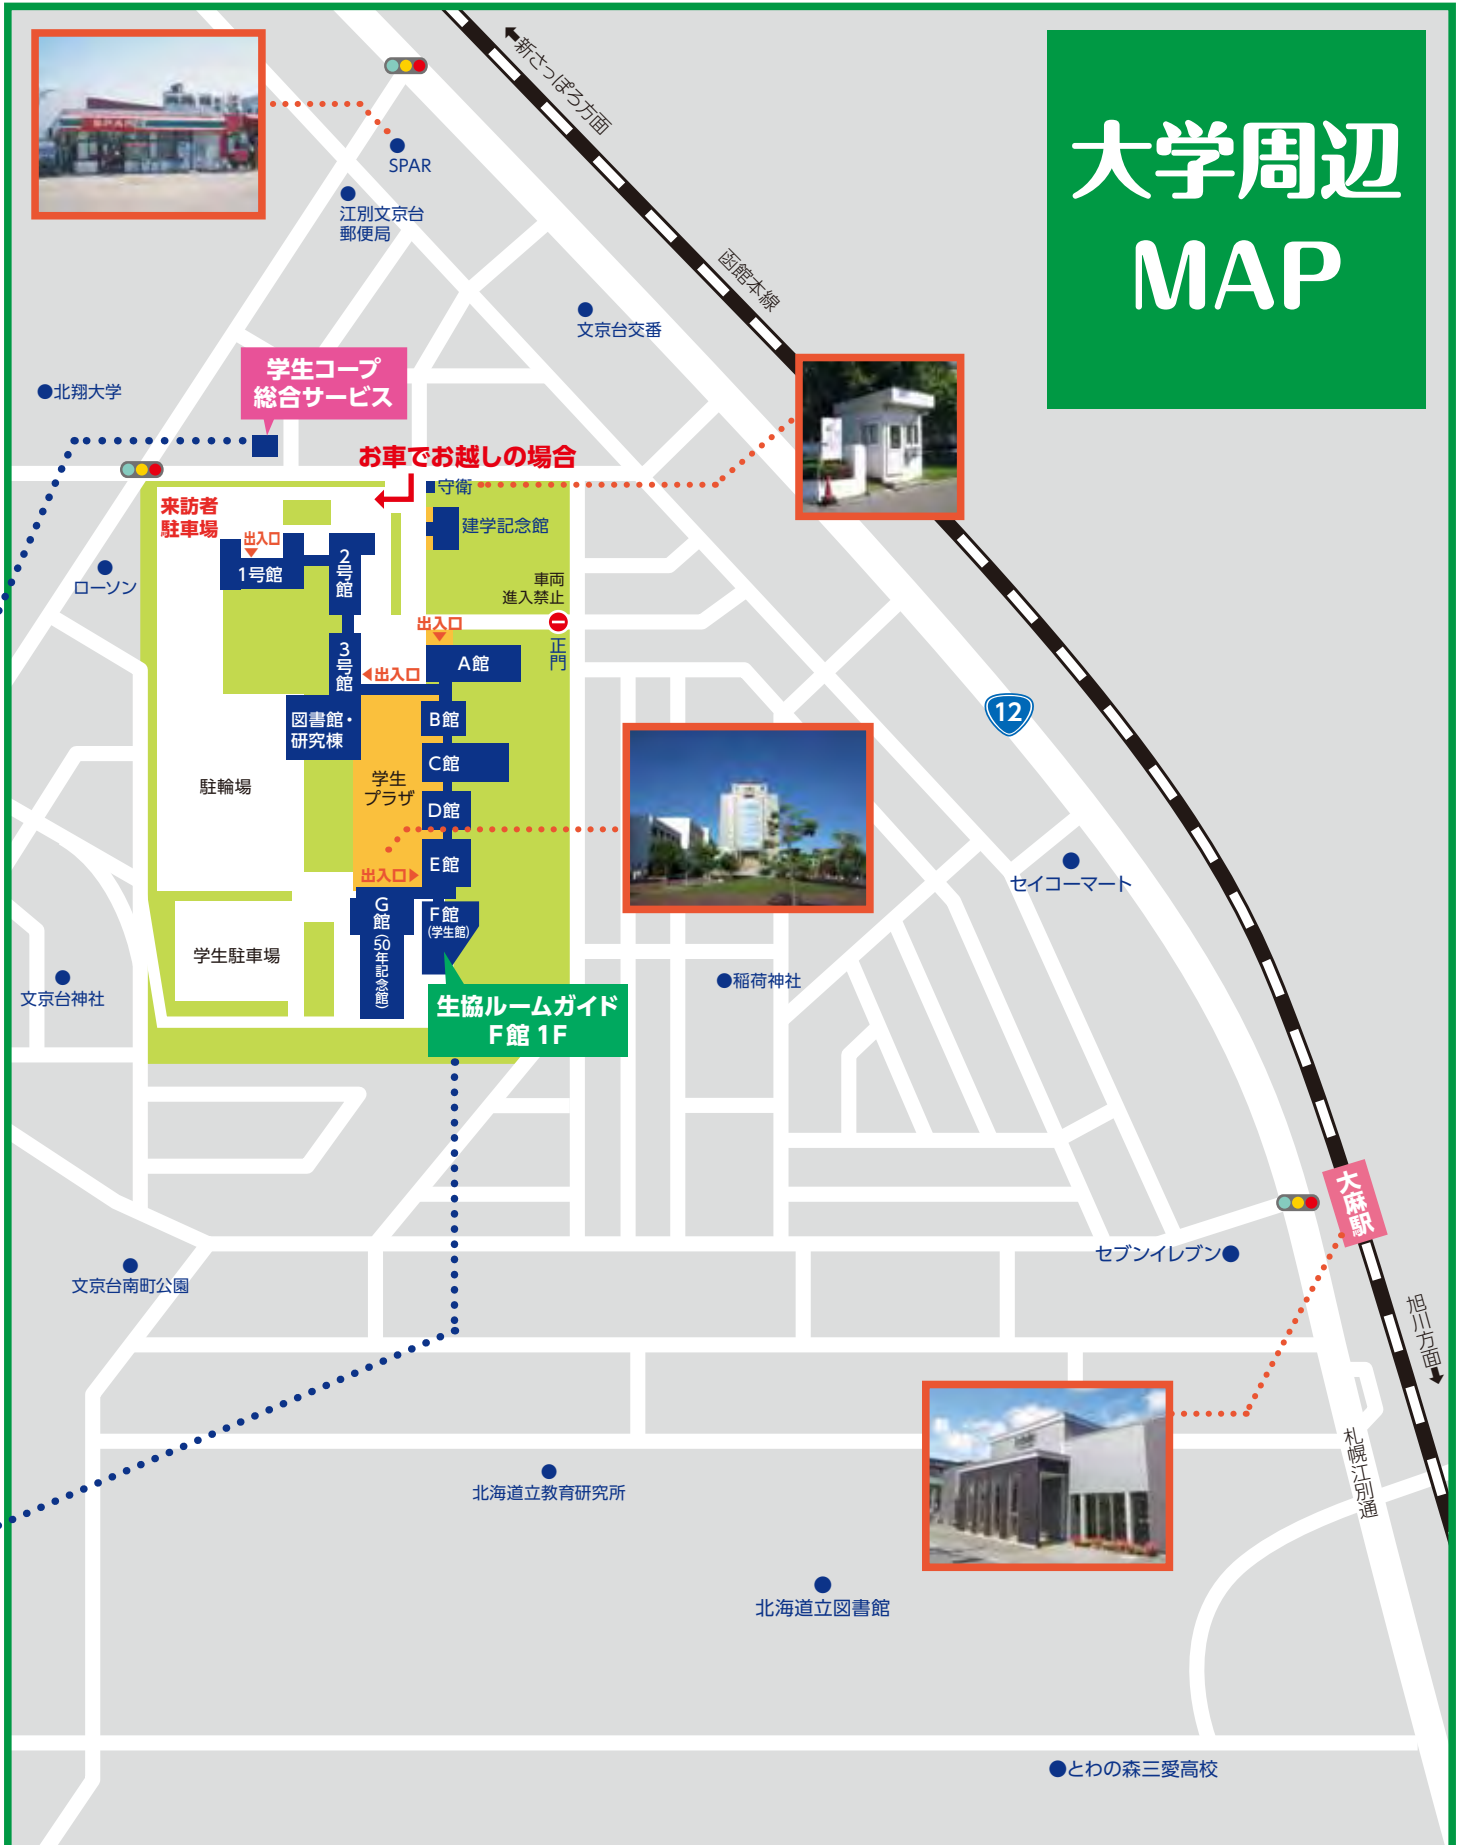 大学周辺
MAP
新さっぽろ方面
SPAR
SPAR
江別文京台
郵便局
函館本線
文京台交番
学生コープ
総合サービス
北翔大学
お車でお越しの場合
守衛
来訪者
駐車場
建学記念館
出入口
1号館
2号館
ローソン
車両
進入禁止
正門
出入口
3号館
出入口
A館
図書館・
研究棟
B館
C館
12
学生
プラザ
駐輪場
D館
E館
出入口
セイコーマート
G館(50年記念館)
F館
(学生館)
学生駐車場
文京台神社
稲荷神社
生協ルームガイド
F館 1F
大麻駅
セブンイレブン
文京台南町公園
旭川方面
札幌江別通
北海道立教育研究所
北海道立図書館
とわの森三愛高校